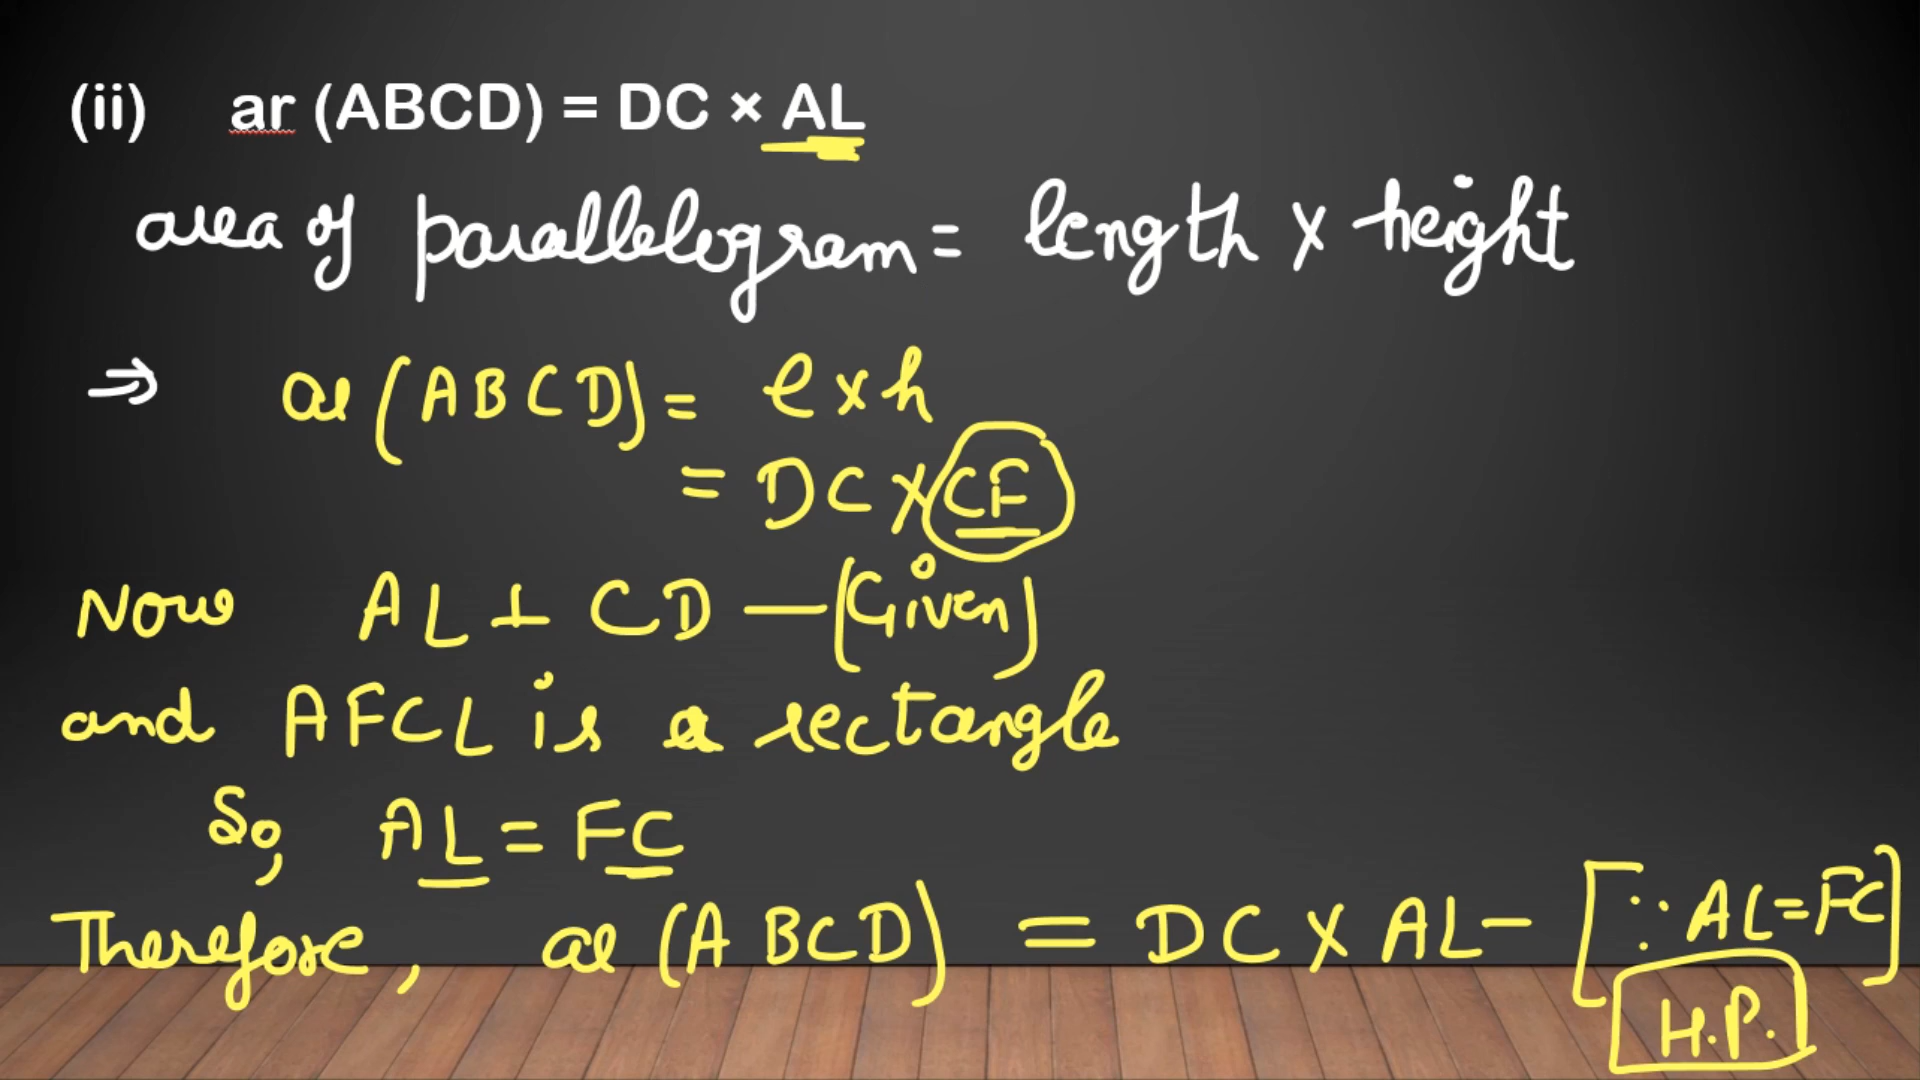 (ii) ar (ABCD) = DC × AL
area of parallelogram = length × height
⇒ ar (ABCD) = l × h
= DC × CF
Now AL ⊥ CD — (Given)
and AFCL is a rectangle
So, AL = FC
Therefore, ar (ABCD) = DC × AL — [∵ AL = FC]
H.P.